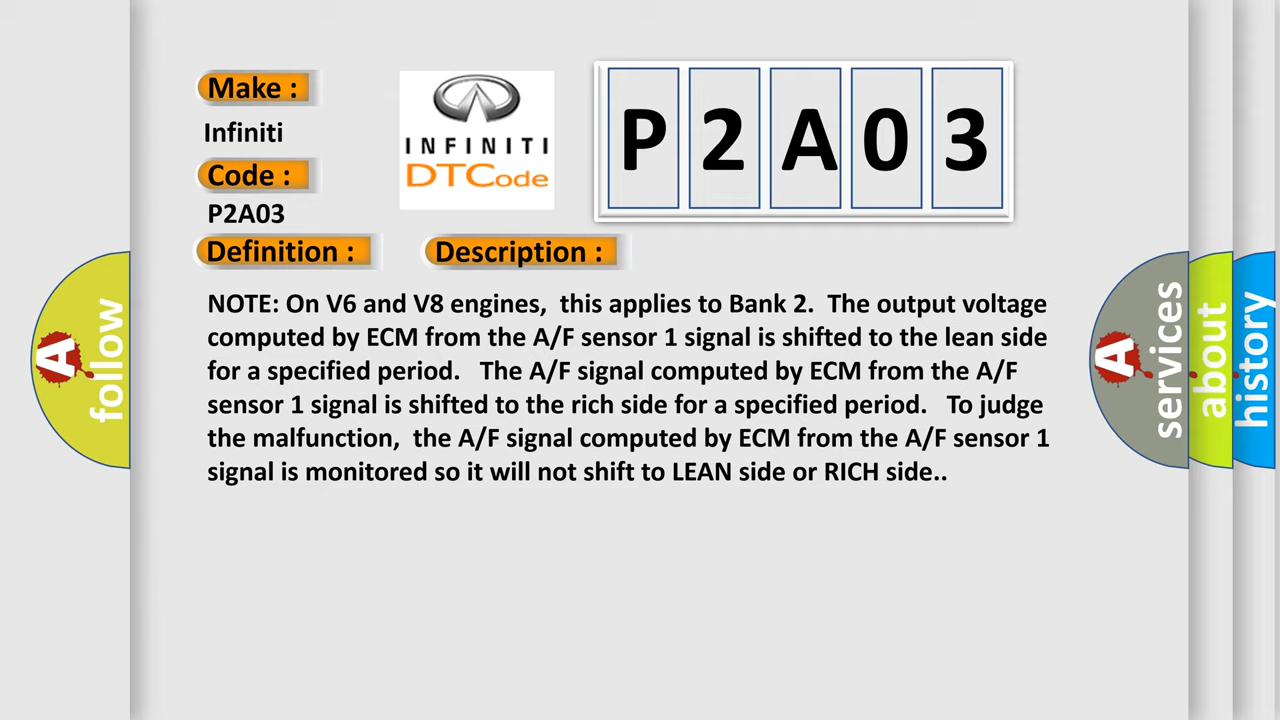 Make :
Infiniti
Code :
P2A03
Definition :
Description :
INFINITI
DTCode
P2A03
NOTE: On V6 and V8 engines,  this applies to Bank 2.  The output voltage
computed by ECM from the A/F sensor 1 signal is shifted to the lean side
for a specified period.   The A/F signal computed by ECM from the A/F
sensor 1 signal is shifted to the rich side for a specified period.   To judge
the malfunction,  the A/F signal computed by ECM from the A/F sensor 1
signal is monitored so it will not shift to LEAN side or RICH side..
A follow
A services
about
history